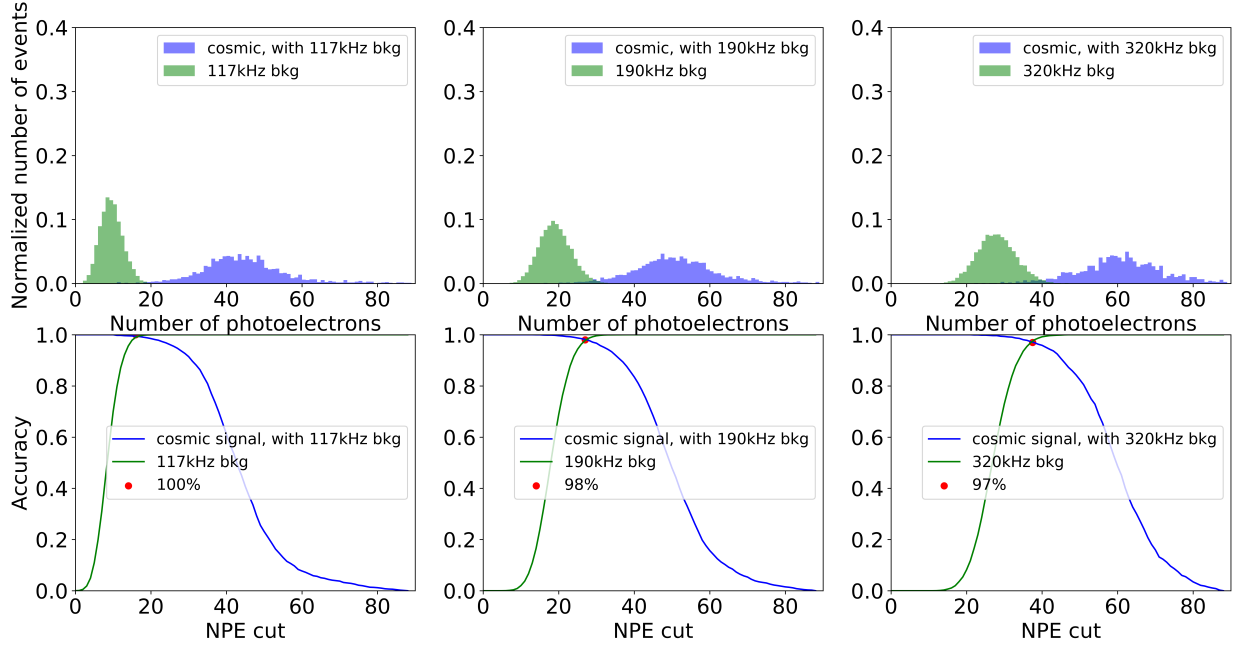 Normalized number of events
0.4
0.3
0.2
0.1
0.0
0 20 40 60 80
cosmic, with 117kHz bkg
117kHz bkg
Number of photoelectrons
0.4
0.3
0.2
0.1
0.0
0 20 40 60 80
cosmic, with 190kHz bkg
190kHz bkg
Number of photoelectrons
0.4
0.3
0.2
0.1
0.0
0 20 40 60 80
cosmic, with 320kHz bkg
320kHz bkg
Number of photoelectrons
Accuracy
1.0
0.8
0.6
0.4
0.2
0.0
cosmic signal, with 117kHz bkg
117kHz bkg
100%
0 20 40 60 80
NPE cut
1.0
0.8
0.6
0.4
0.2
0.0
cosmic signal, with 190kHz bkg
190kHz bkg
98%
0 20 40 60 80
NPE cut
1.0
0.8
0.6
0.4
0.2
0.0
cosmic signal, with 320kHz bkg
320kHz bkg
97%
0 20 40 60 80
NPE cut